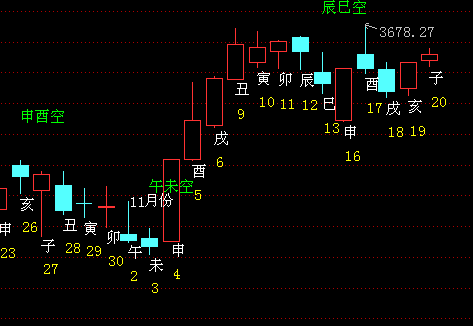 辰巳空
3678.27
丑
9
寅
10
卯
11
辰
12
巳
13
申
16
酉
17
戌
18
亥
19
子
20
申酉空
戌
6
酉
5
午未空
11月份
申
23
亥
26
子
27
丑
28
寅
29
卯
30
午
2
未
3
申
4